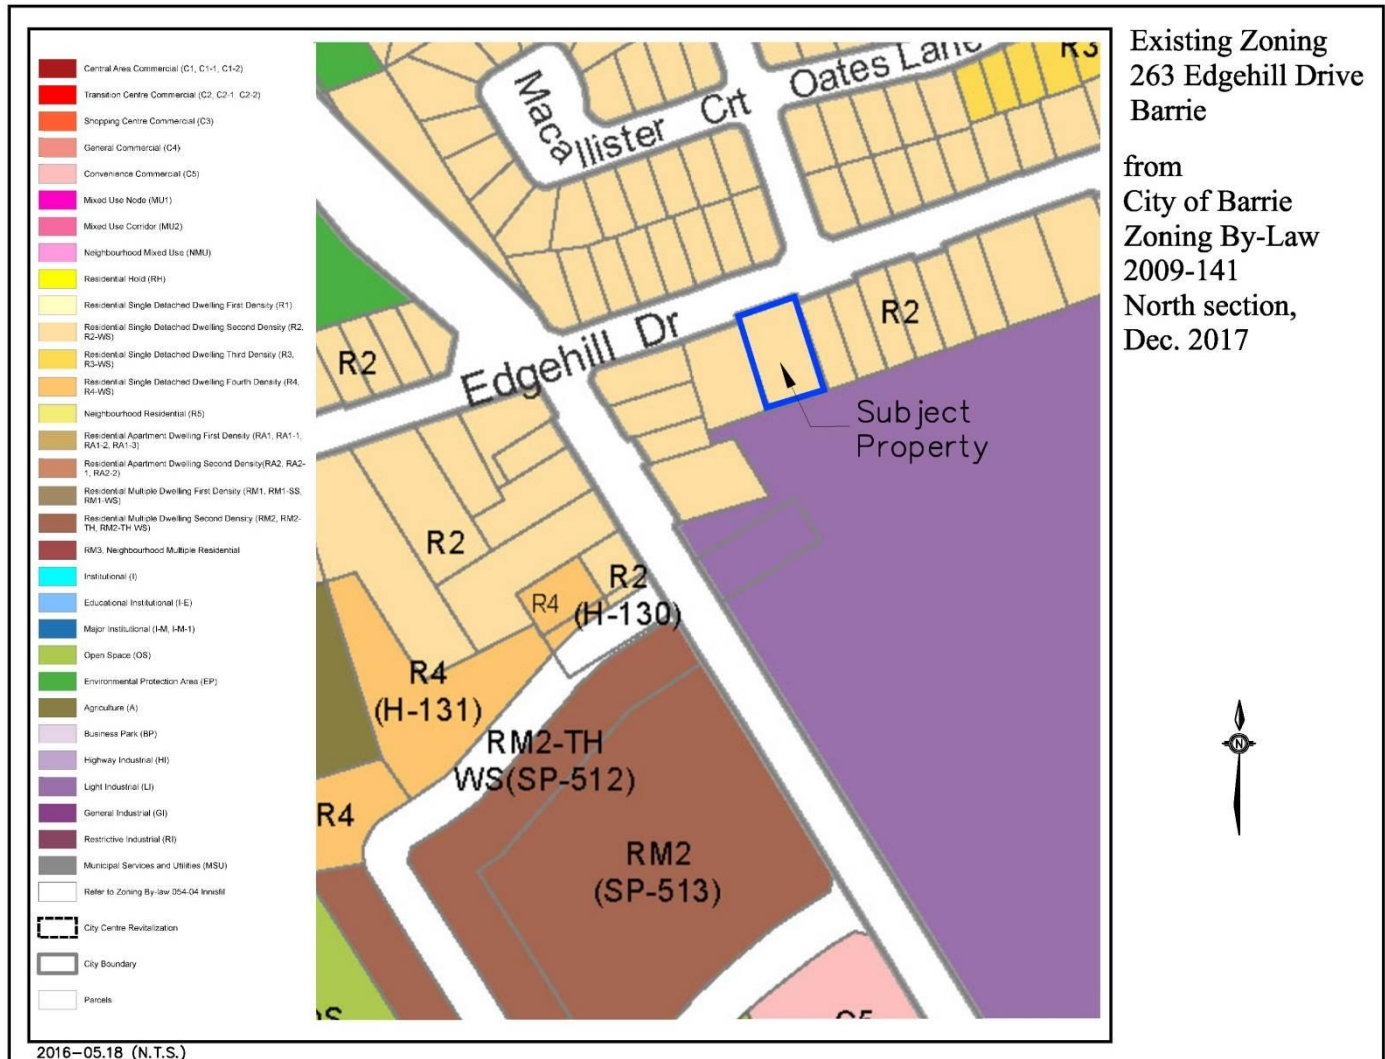 Central Area Commercial (C1, C1-1, C1-2)
Transition Centre Commercial (C2, C2-1, C2-2)
Shopping Centre Commercial (C3)
General Commercial (C4)
Convenience Commercial (C5)
Mixed Use Node (MU1)
Mixed Use Corridor (MU2)
Neighbourhood Mixed Use (NMU)
Residential Hold (RH)
Residential Single Detached Dwelling First Density (R1)
Residential Single Detached Dwelling Second Density (R2,
R2-WS)
Residential Single Detached Dwelling Third Density (R3,
R3-WS)
Residential Single Detached Dwelling Fourth Density (R4,
R4-WS)
Neighbourhood Residential (R5)
Residential Apartment Dwelling First Density (RA1, RA1-1,
RA1-2, RA1-3)
Residential Apartment Dwelling Second Density(RA2, RA2-
1, RA2-2)
Residential Multiple Dwelling First Density (RM1, RM1-SS,
RM1-WS)
Residential Multiple Dwelling Second Density (RM2, RM2-
TH, RM2-TH WS)
RM3, Neighbourhood Multiple Residential
Institutional (I)
Educational Institutional (I-E)
Major Institutional (I-M, I-M-1)
Open Space (OS)
Environmental Protection Area (EP)
Agriculture (A)
Business Park (BP)
Highway Industrial (HI)
Light Industrial (LI)
General Industrial (GI)
Restrictive Industrial (RI)
Municipal Services and Utilities (MSU)
Refer to Zoning By-law 054-04 Innisfil
City Centre Revitalization
City Boundary
Parcels
Macallister Crt
Oates Lane
R3
R2
Edgehill Dr
R2
Subject
Property
R2
R2
(H-130)
R4
R4
(H-131)
RM2-TH
WS(SP-512)
R4
RM2
(SP-513)
OS
C5
Existing Zoning
263 Edgehill Drive
Barrie
from
City of Barrie
Zoning By-Law
2009-141
North section,
Dec. 2017
N
2016-05.18 (N.T.S.)